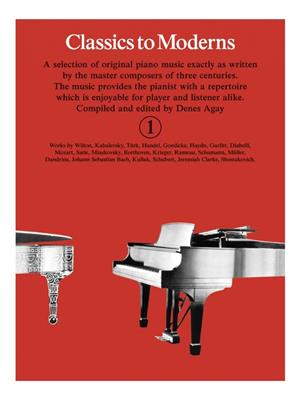 Classics to Moderns
A selection of original piano music exactly as written
by the master composers of three centuries.
The music provides the pianist with a repertoire
which is enjoyable for player and listener alike.
Compiled and edited by Denes Agay
1
Works by Wilton, Kabalevsky, Türk, Handel, Goedicke, Haydn, Gurlitt, Diabelli,
Mozart, Satie, Miaskovsky, Beethoven, Krieger, Rameau, Schumann, Müller,
Dandrieu, Johann Sebastian Bach, Kullak, Schubert, Jeremiah Clarke, Shostakovich.